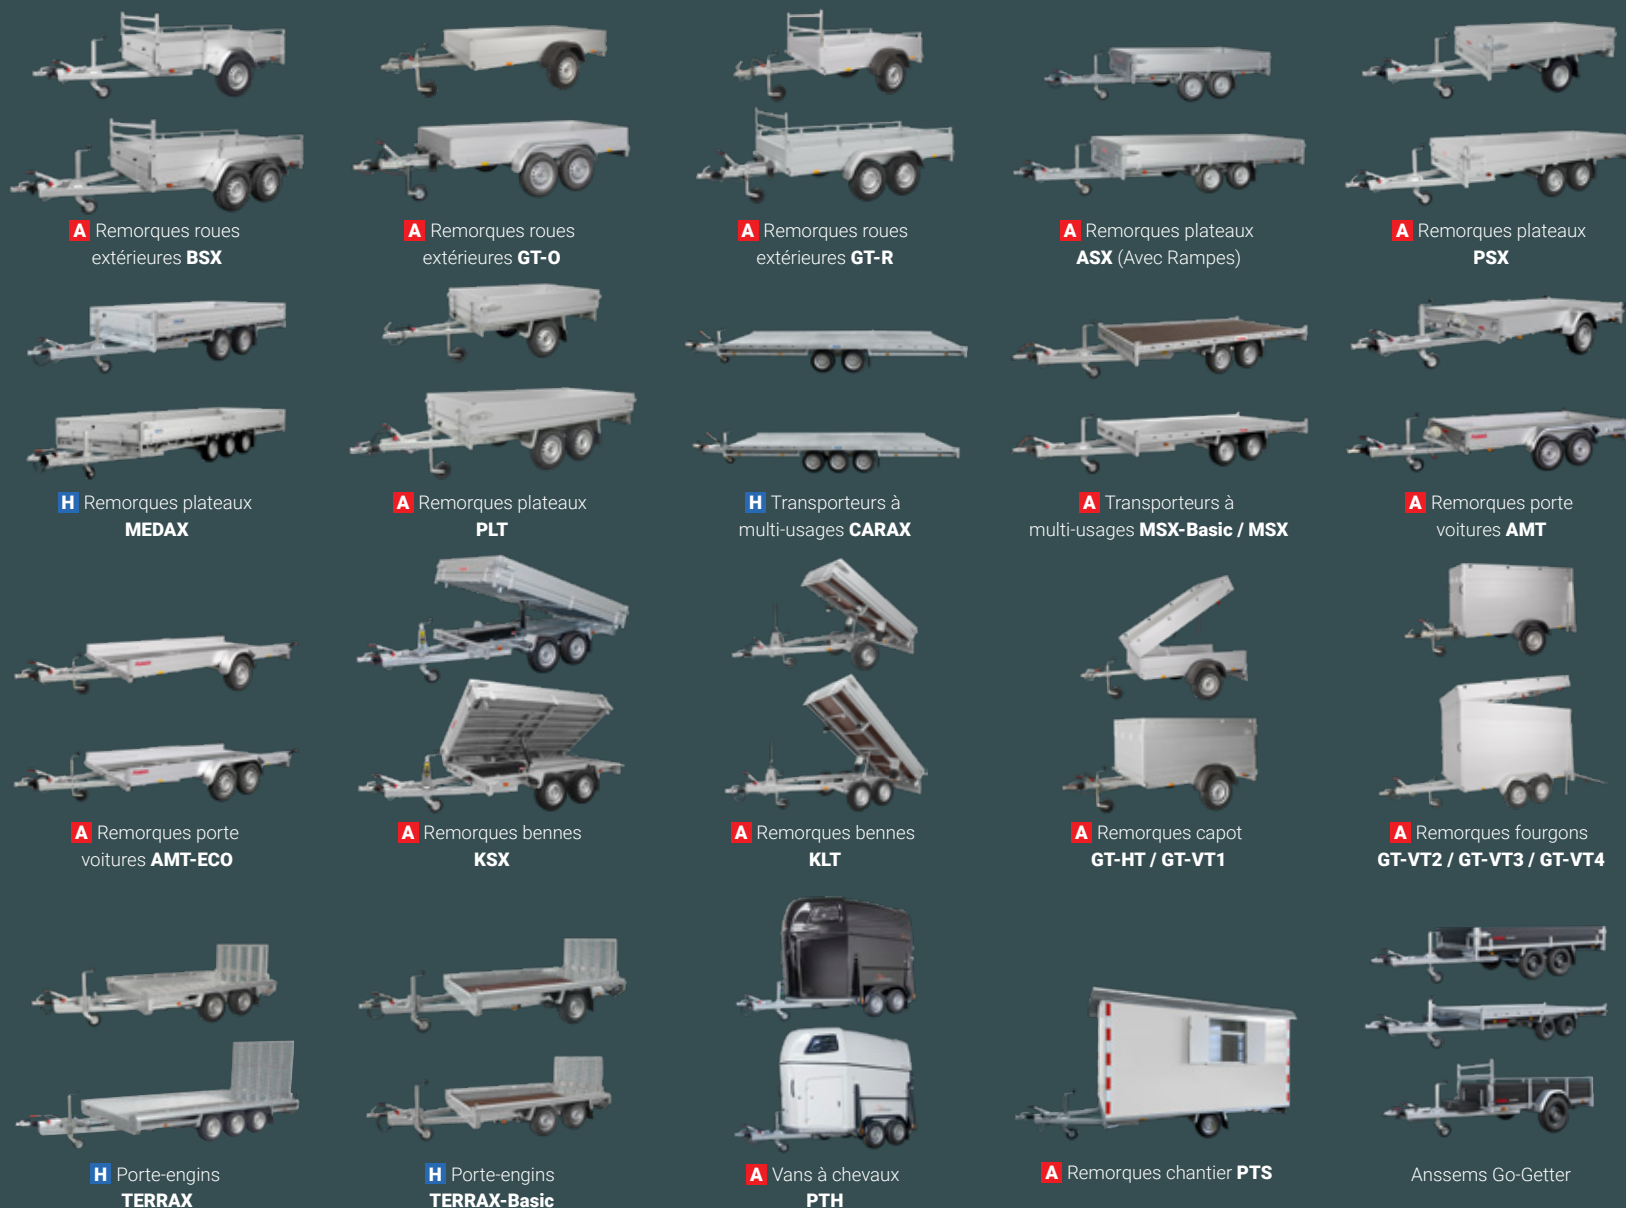 A Remorques roues
extérieures BSX
A Remorques roues
extérieures GT-O
A Remorques roues
extérieures GT-R
A Remorques plateaux
ASX (Avec Rampes)
A Remorques plateaux
PSX
H Remorques plateaux
MEDAX
A Remorques plateaux
PLT
H Transporteurs à
multi-usages CARAX
A Transporteurs à
multi-usages MSX-Basic / MSX
A Remorques porte
voitures AMT
A Remorques porte
voitures AMT-ECO
A Remorques bennes
KSX
A Remorques bennes
KLT
A Remorques capot
GT-HT / GT-VT1
A Remorques fourgons
GT-VT2 / GT-VT3 / GT-VT4
H Porte-engins
TERRAX
H Porte-engins
TERRAX-Basic
A Vans à chevaux
PTH
A Remorques chantier PTS
Anssems Go-Getter